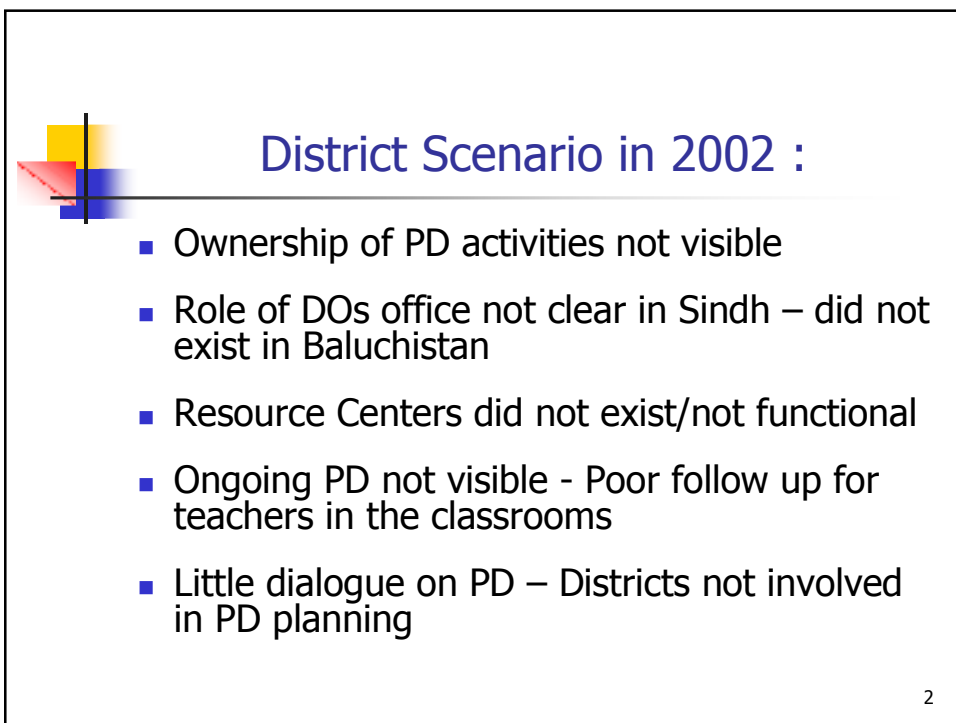 District Scenario in 2002 :
▪ Ownership of PD activities not visible
▪ Role of DOs office not clear in Sindh – did not
exist in Baluchistan
▪ Resource Centers did not exist/not functional
▪ Ongoing PD not visible - Poor follow up for
teachers in the classrooms
▪ Little dialogue on PD – Districts not involved
in PD planning
2